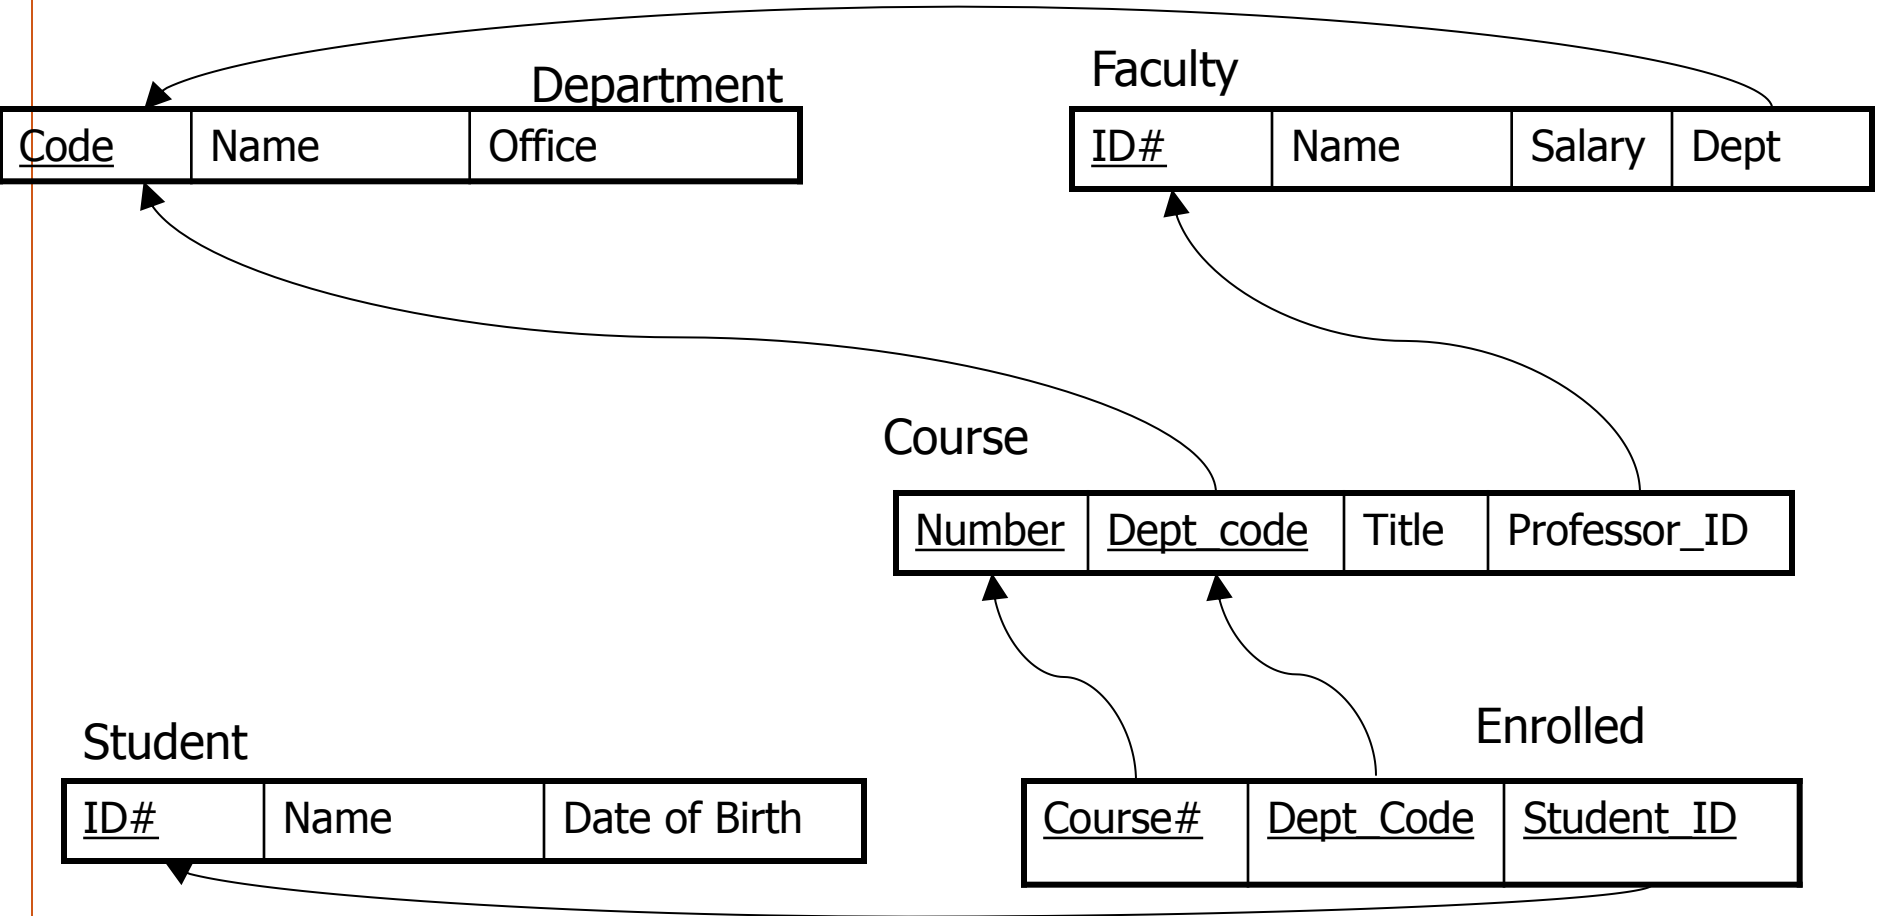 Department
Faculty
Code Name Office
ID# Name Salary Dept
Course
Number Dept_code Title Professor_ID
Student
Enrolled
ID# Name Date of Birth
Course# Dept_Code Student_ID